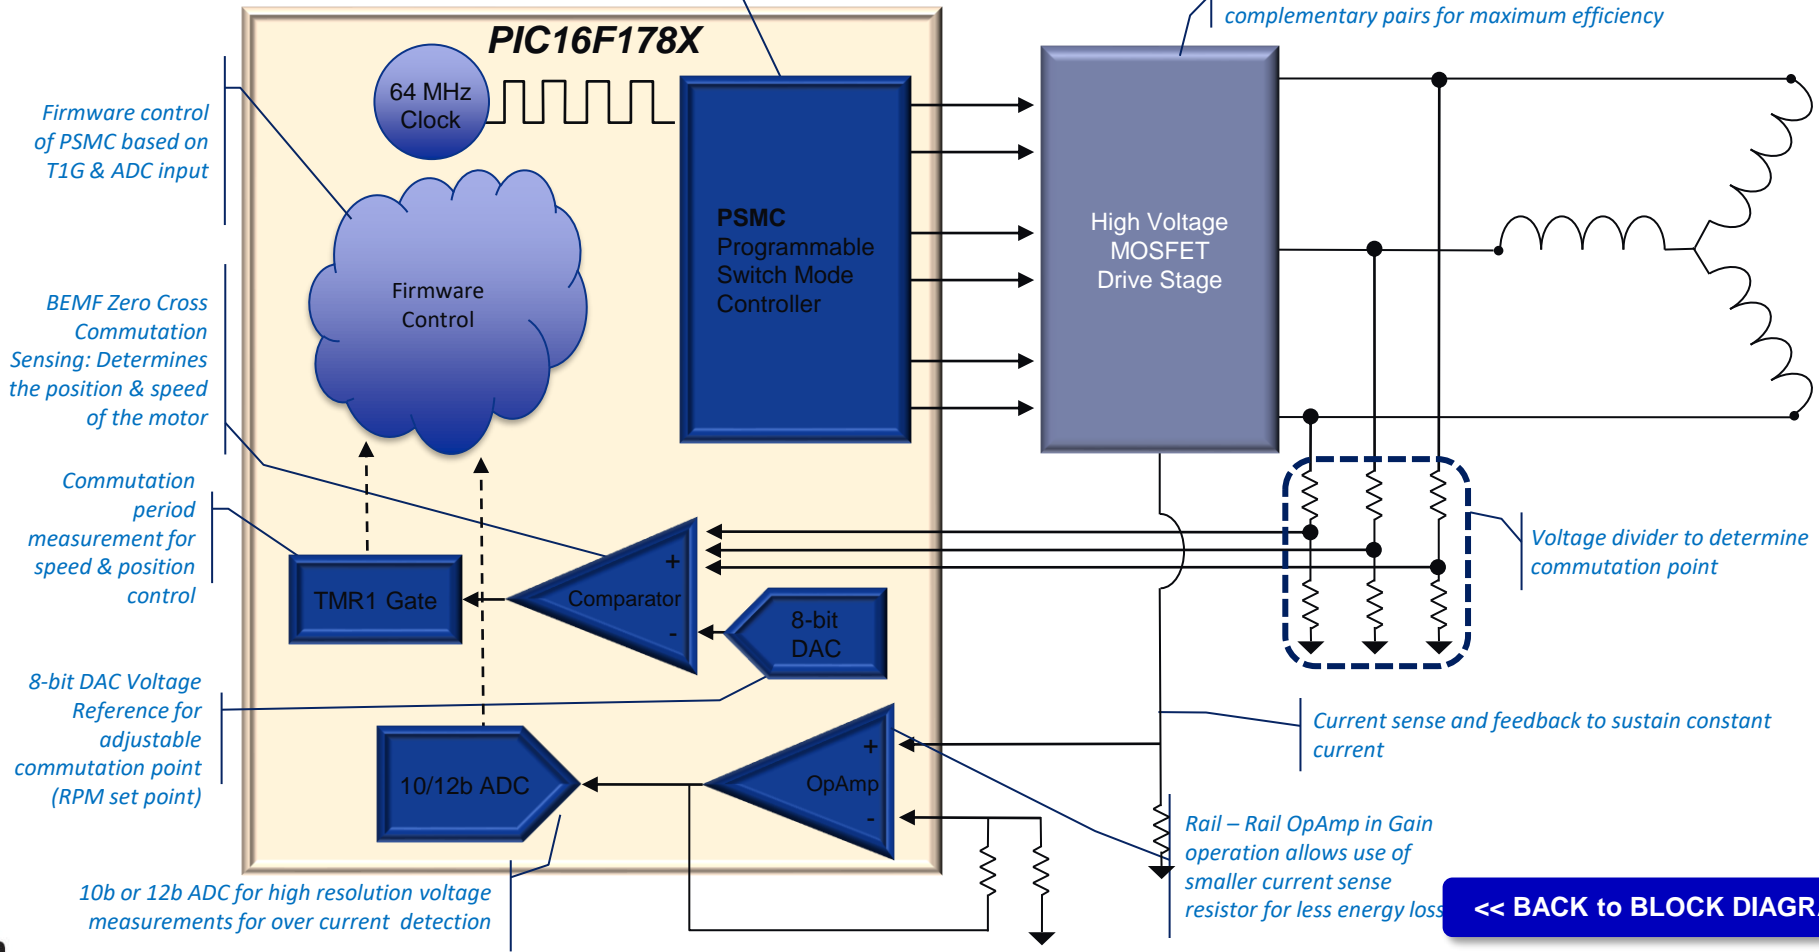 complementary pairs for maximum efficiency
PIC16F178X
64 MHz
Clock
Firmware control
of PSMC based on
T1G & ADC input
PSMC
Programmable
Switch Mode
Controller
High Voltage
MOSFET
Drive Stage
Firmware
Control
BEMF Zero Cross
Commutation
Sensing: Determines
the position & speed
of the motor
Commutation
period
measurement for
speed & position
control
Voltage divider to determine
commutation point
+
Comparator
-
TMR1 Gate
8-bit
DAC
8-bit DAC Voltage
Reference for
adjustable
commutation point
(RPM set point)
Current sense and feedback to sustain constant
current
+
OpAmp
-
10/12b ADC
Rail – Rail OpAmp in Gain
operation allows use of
smaller current sense
resistor for less energy loss
10b or 12b ADC for high resolution voltage
measurements for over current detection
<< BACK to BLOCK DIAGR